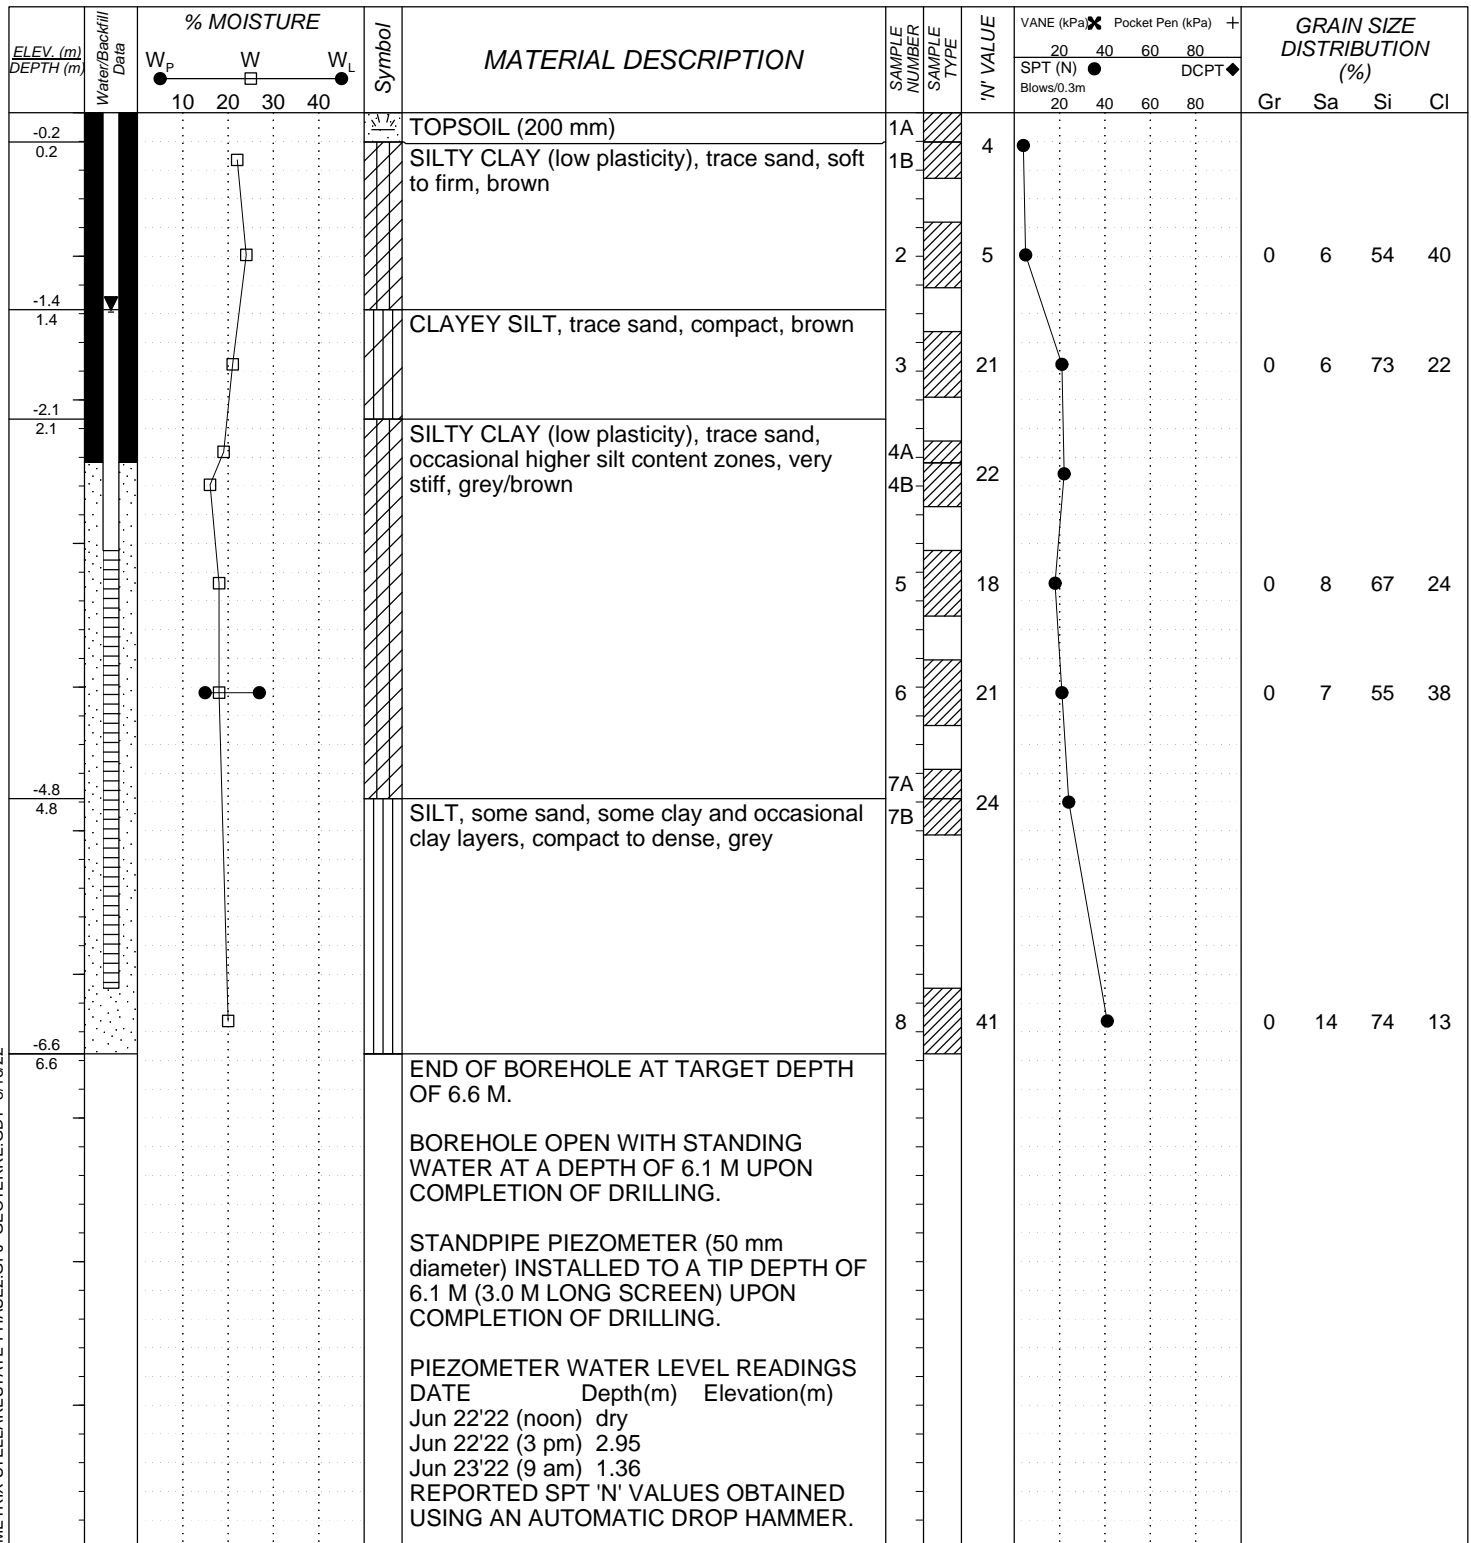 ELEV. (m)
DEPTH (m)
Water/Backfill
Data
% MOISTURE
WP W WL
10 20 30 40
Symbol
MATERIAL DESCRIPTION
SAMPLE
NUMBER
SAMPLE
TYPE
'N' VALUE
VANE (kPa) Pocket Pen (kPa)
20 40 60 80
SPT (N) DCPT
Blows/0.3m
20 40 60 80
GRAIN SIZE
DISTRIBUTION
(%)
Gr Sa Si Cl
-0.2
0.2
TOPSOIL (200 mm)
1A
4
SILTY CLAY (low plasticity), trace sand, soft
to firm, brown
1B
2 5 0 6 54 40
-1.4
1.4
CLAYEY SILT, trace sand, compact, brown
3 21 0 6 73 22
-2.1
2.1
SILTY CLAY (low plasticity), trace sand,
occasional higher silt content zones, very
stiff, grey/brown
4A
4B
22
5 18 0 8 67 24
6 21 0 7 55 38
7A
-4.8
4.8
24
SILT, some sand, some clay and occasional
clay layers, compact to dense, grey
7B
8 41 0 14 74 13
-6.6
6.6
END OF BOREHOLE AT TARGET DEPTH
OF 6.6 M.
BOREHOLE OPEN WITH STANDING
WATER AT A DEPTH OF 6.1 M UPON
COMPLETION OF DRILLING.
STANDPIPE PIEZOMETER (50 mm
diameter) INSTALLED TO A TIP DEPTH OF
6.1 M (3.0 M LONG SCREEN) UPON
COMPLETION OF DRILLING.
PIEZOMETER WATER LEVEL READINGS
DATE Depth(m) Elevation(m)
Jun 22'22 (noon) dry
Jun 22'22 (3 pm) 2.95
Jun 23'22 (9 am) 1.36
REPORTED SPT 'N' VALUES OBTAINED
USING AN AUTOMATIC DROP HAMMER.